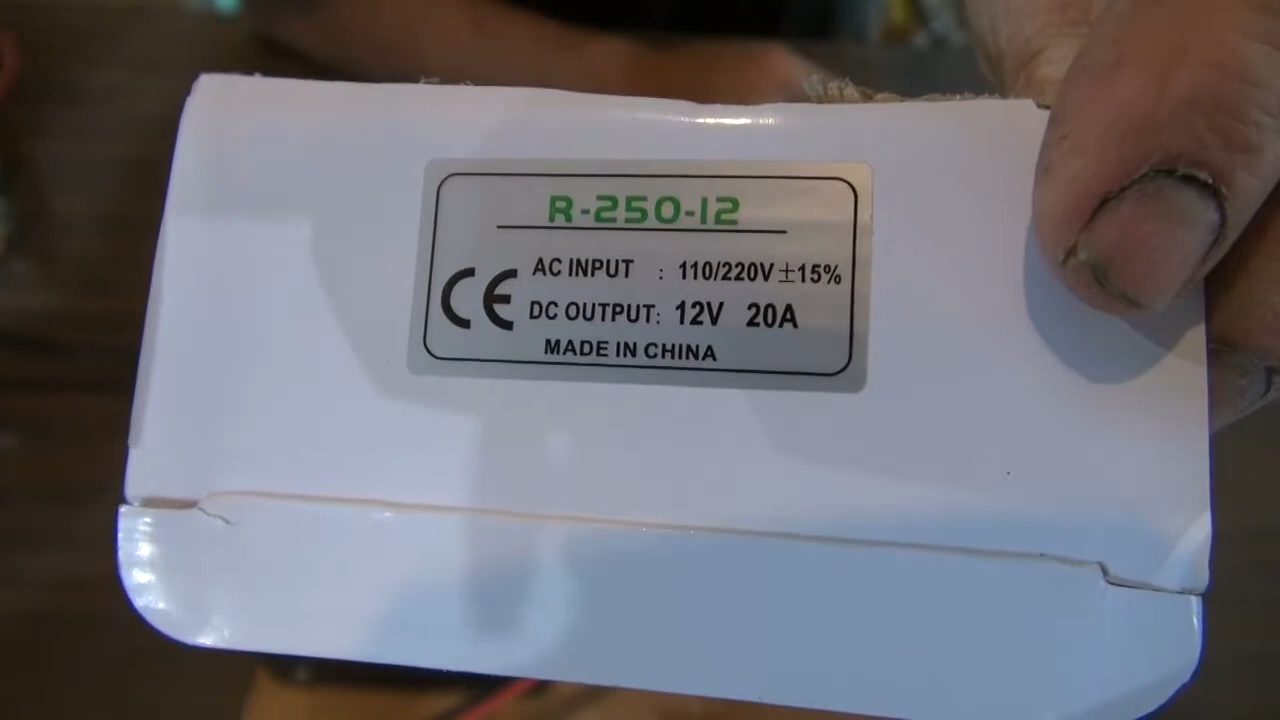 R-250-12
CE
AC INPUT : 110/220V±15%
DC OUTPUT: 12V 20A
MADE IN CHINA